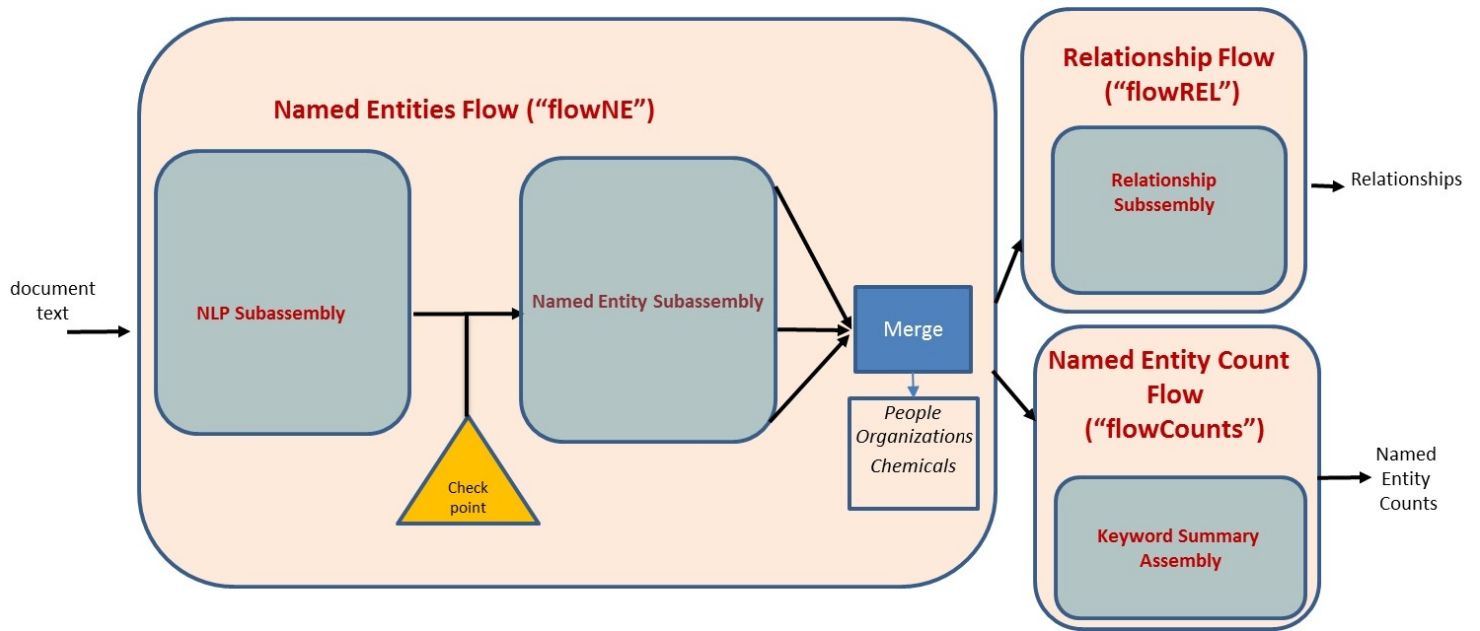 document
text
Named Entities Flow (“flowNE”)
NLP Subassembly
Check
point
Named Entity Subassembly
Merge
People
Organizations
Chemicals
Relationship Flow
(“flowREL”)
Relationship
Subssembly
Relationships
Named Entity Count
Flow
(“flowCounts”)
Keyword Summary
Assembly
Named
Entity
Counts